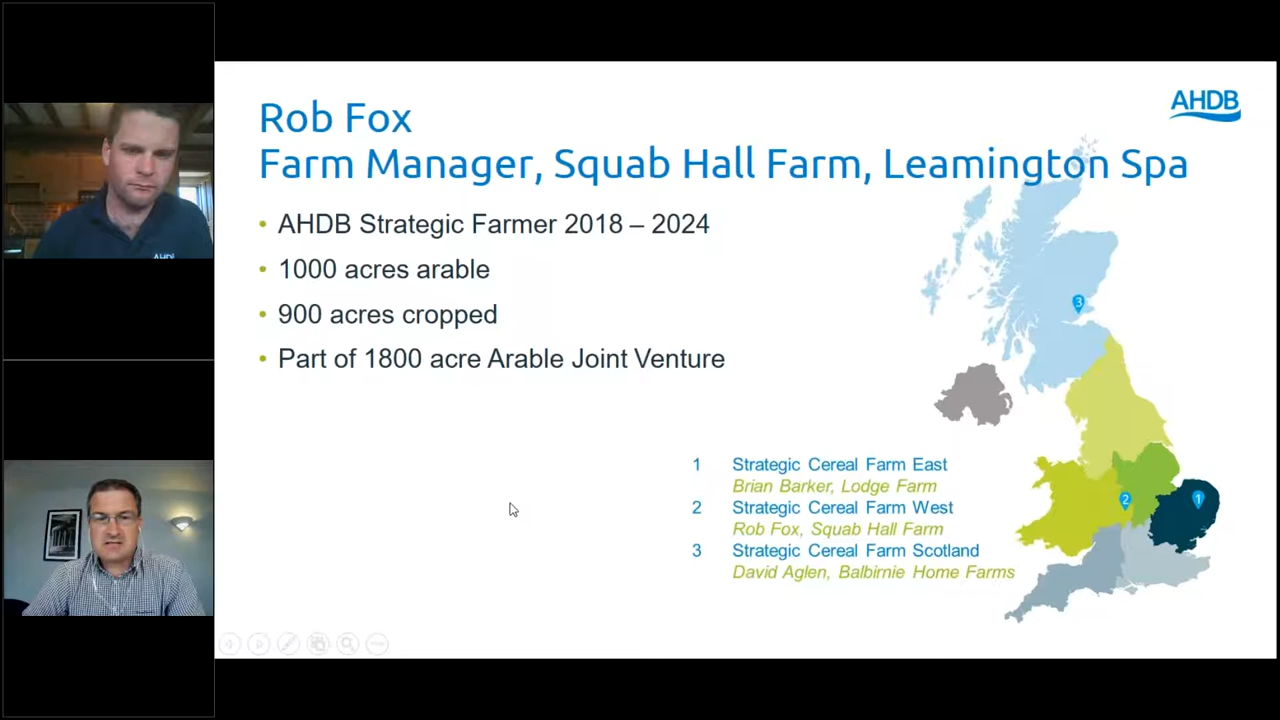 AHDB
Rob Fox
Farm Manager, Squab Hall Farm, Leamington Spa
• AHDB Strategic Farmer 2018 – 2024
• 1000 acres arable
• 900 acres cropped
• Part of 1800 acre Arable Joint Venture
3
2
1
1 Strategic Cereal Farm East
Brian Barker, Lodge Farm
2 Strategic Cereal Farm West
Rob Fox, Squab Hall Farm
3 Strategic Cereal Farm Scotland
David Aglen, Balbirnie Home Farms
AHDB